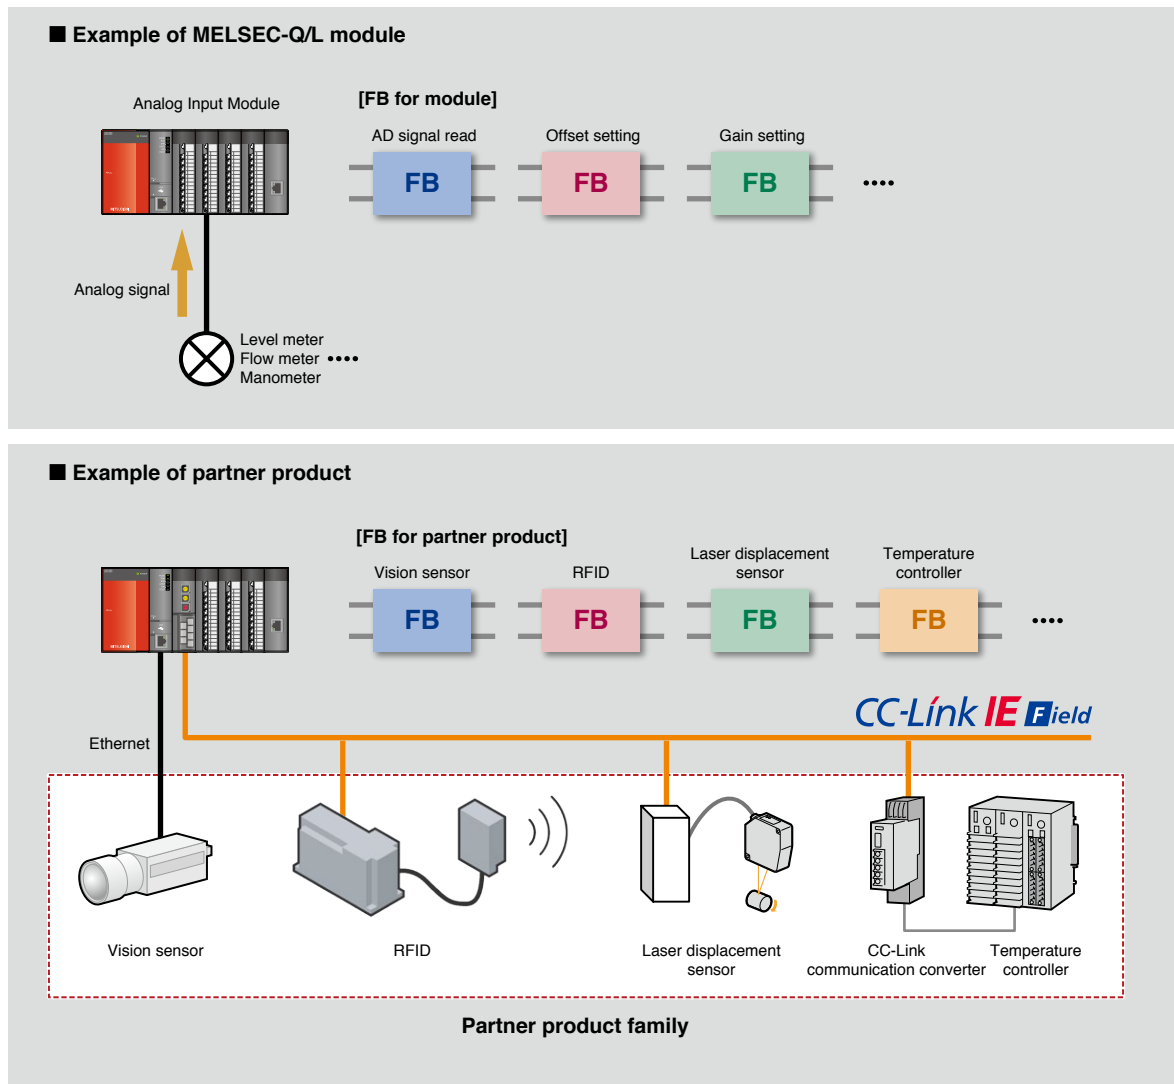 ■ Example of MELSEC-Q/L module
Analog Input Module
[FB for module]
AD signal read
Offset setting
Gain setting
FB
FB
FB
••••
Analog signal
Level meter
Flow meter ••••
Manometer
■ Example of partner product
[FB for partner product]
Vision sensor
RFID
Laser displacement
sensor
Temperature
controller
FB
FB
FB
FB
••••
CC-Link IE Field
Ethernet
Vision sensor
RFID
Laser displacement
sensor
CC-Link
communication converter
Temperature
controller
Partner product family